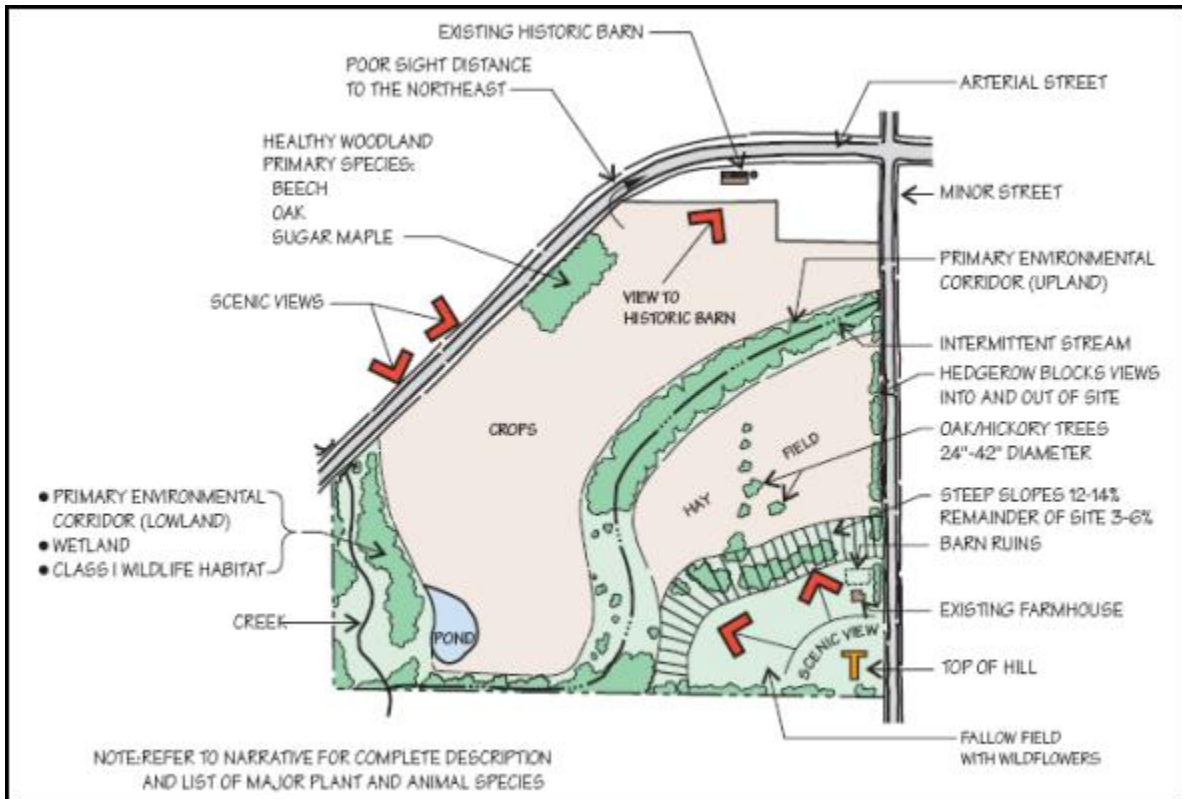 EXISTING HISTORIC BARN
POOR SIGHT DISTANCE
TO THE NORTHEAST
ARTERIAL STREET
HEALTHY WOODLAND
PRIMARY SPECIES:
BEECH
OAK
SUGAR MAPLE
MINOR STREET
PRIMARY ENVIRONMENTAL
CORRIDOR (UPLAND)
SCENIC VIEWS
VIEW TO
HISTORIC BARN
INTERMITTENT STREAM
HEDGEROW BLOCKS VIEWS
INTO AND OUT OF SITE
CROPS
OAK/HICKORY TREES
24"-42" DIAMETER
HAY
FIELD
STEEP SLOPES 12-14%
REMAINDER OF SITE 3-6%
BARN RUINS
● PRIMARY ENVIRONMENTAL
CORRIDOR (LOWLAND)
● WETLAND
● CLASS I WILDLIFE HABITAT
EXISTING FARMHOUSE
CREEK
POND
SCENIC VIEW
T
TOP OF HILL
FALLOW FIELD
WITH WILDFLOWERS
NOTE:REFER TO NARRATIVE FOR COMPLETE DESCRIPTION
AND LIST OF MAJOR PLANT AND ANIMAL SPECIES